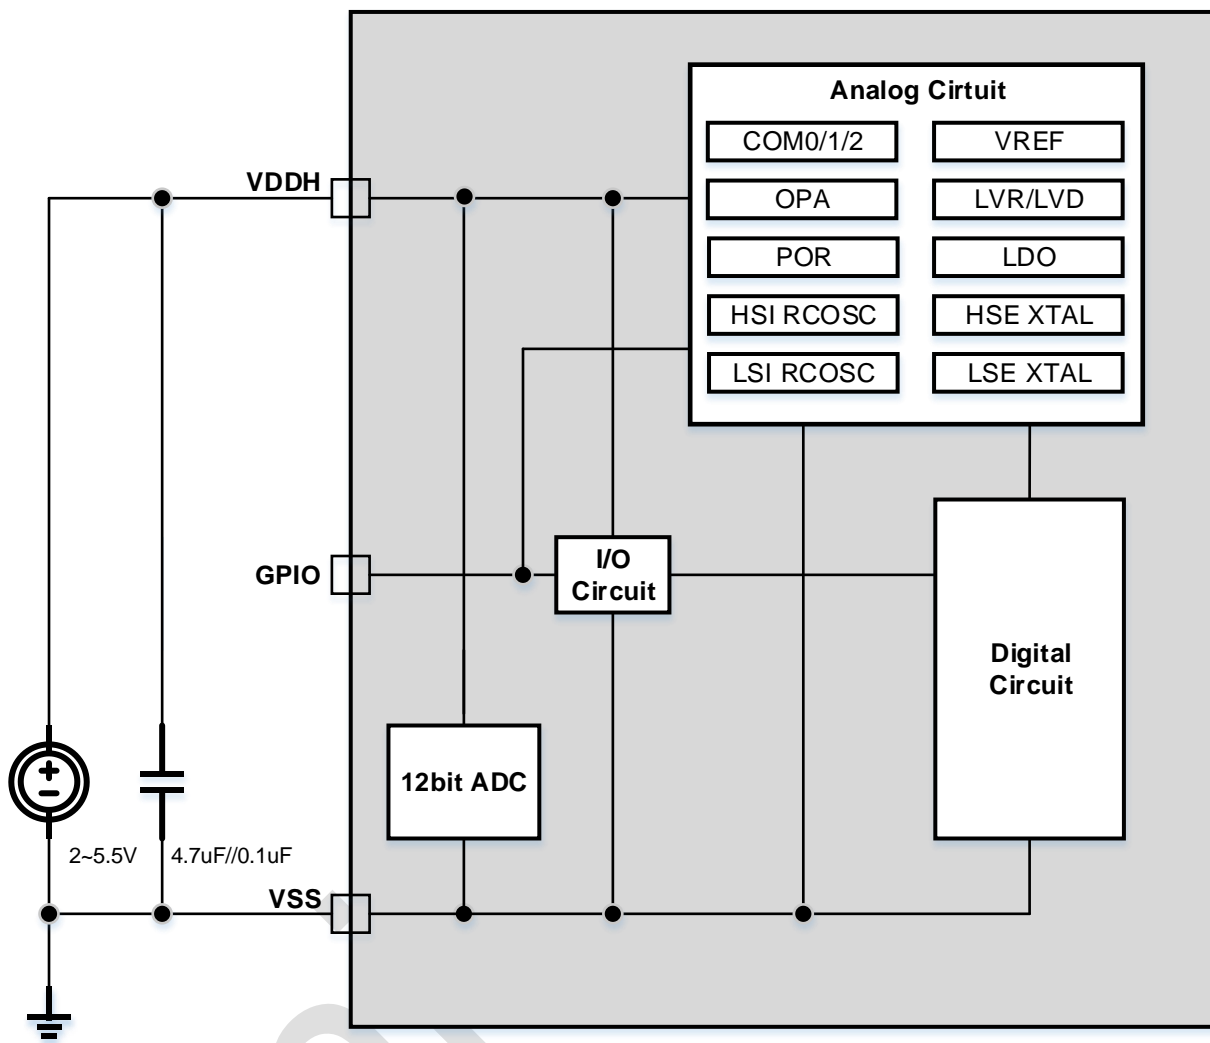 Analog Cirtuit
COM0/1/2
VREF
VDDH
OPA
LVR/LVD
POR
LDO
HSI RCOSC
HSE XTAL
LSI RCOSC
LSE XTAL
GPIO
I/O
Circuit
Digital
Circuit
+
−
12bit ADC
2~5.5V
4.7uF//0.1uF
VSS